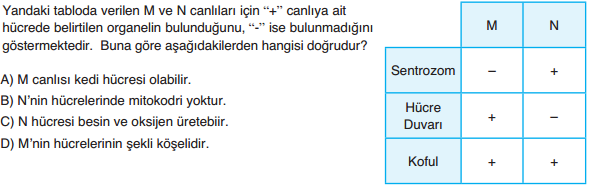 Yandaki tabloda verilen M ve N canlıları için “+” canlıya ait
hücrede belirtilen organelin bulunduğunu, “-” ise bulunmadığını
göstermektedir. Buna göre aşağıdakilerden hangisi doğrudur?
A) M canlısı kedi hücresi olabilir.
B) N’nin hücrelerinde mitokodri yoktur.
C) N hücresi besin ve oksijen üretebiir.
D) M’nin hücrelerinin şekli köşelidir.
M N
Sentrozom – +
Hücre
Duvarı + –
Koful + +